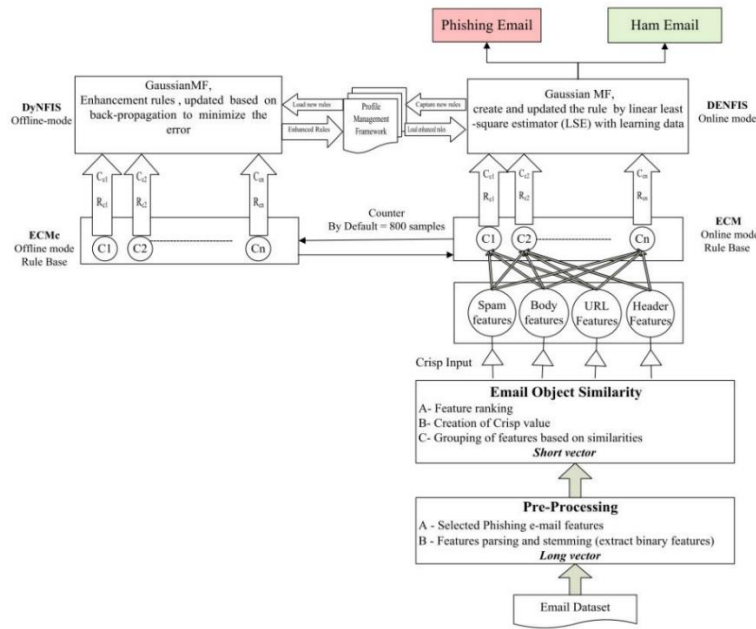 Phishing Email
Ham Email
DyNFIS
Offline-mode
GaussianMF,
Enhancement rules , updated based on
back-propagation to minimize the
error
Load new rules
Enhanced Rules
Profile
Management
Framework
Capture new rules
Load enhanced rules
Gaussian MF,
create and updated the rule by linear least
-square estimator (LSE) with learning data
DENFIS
Online mode
Cc1
Cc2
Ccn
Rc1
Rc2
Rcn
Cc1
Cc2
Ccn
Rc1
Rc2
Rcn
ECMc
Offline mode
Rule Base
C1
C2
Cn
Counter
By Default = 800 samples
C1
C2
Cn
ECM
Online mode
Rule Base
Spam
features
Body
features
URL
Features
Header
Features
Crisp Input
Email Object Similarity
A- Feature ranking
B- Creation of Crisp value
C- Grouping of features based on similarities
Short vector
Pre-Processing
A - Selected Phishing e-mail features
B - Features parsing and stemming (extract binary features)
Long vector
Email Dataset